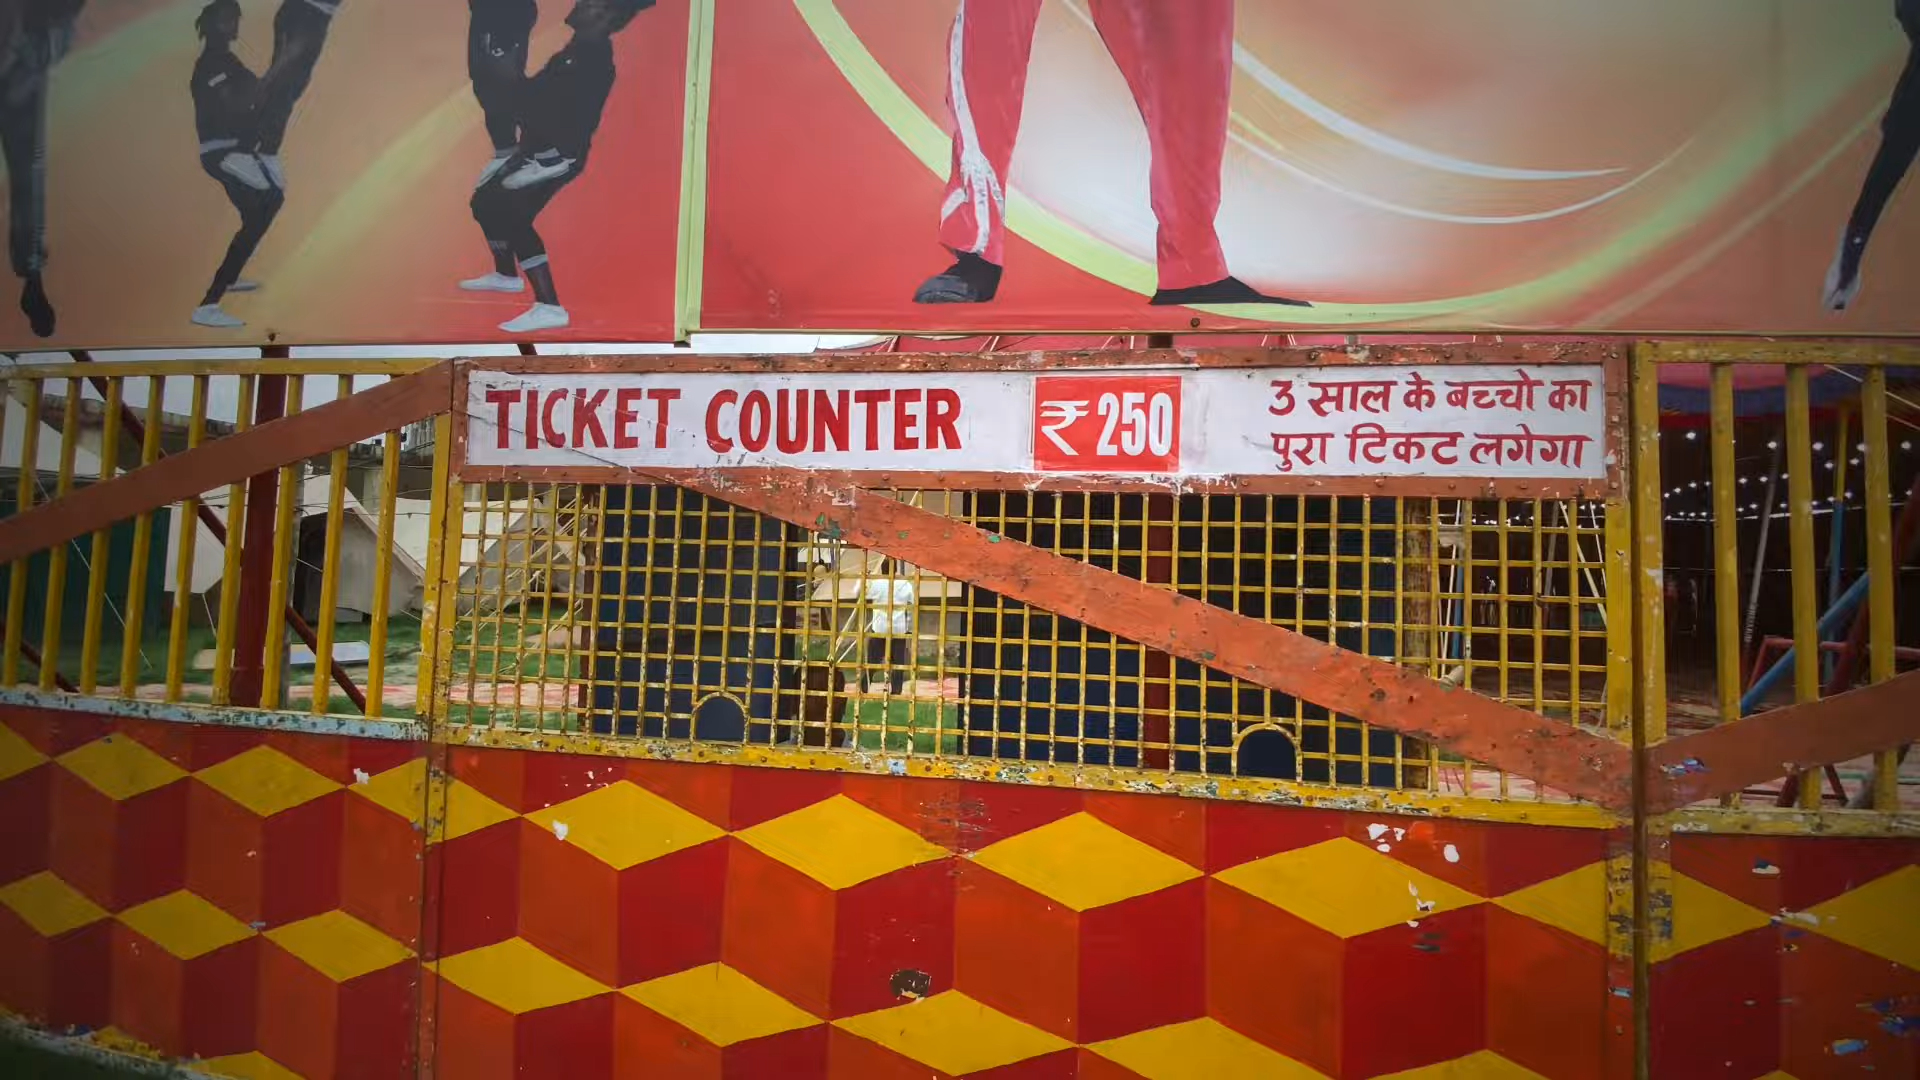 TICKET COUNTER
₹ 250
3 साल के बच्चो का
पुरा टिकट लगेगा